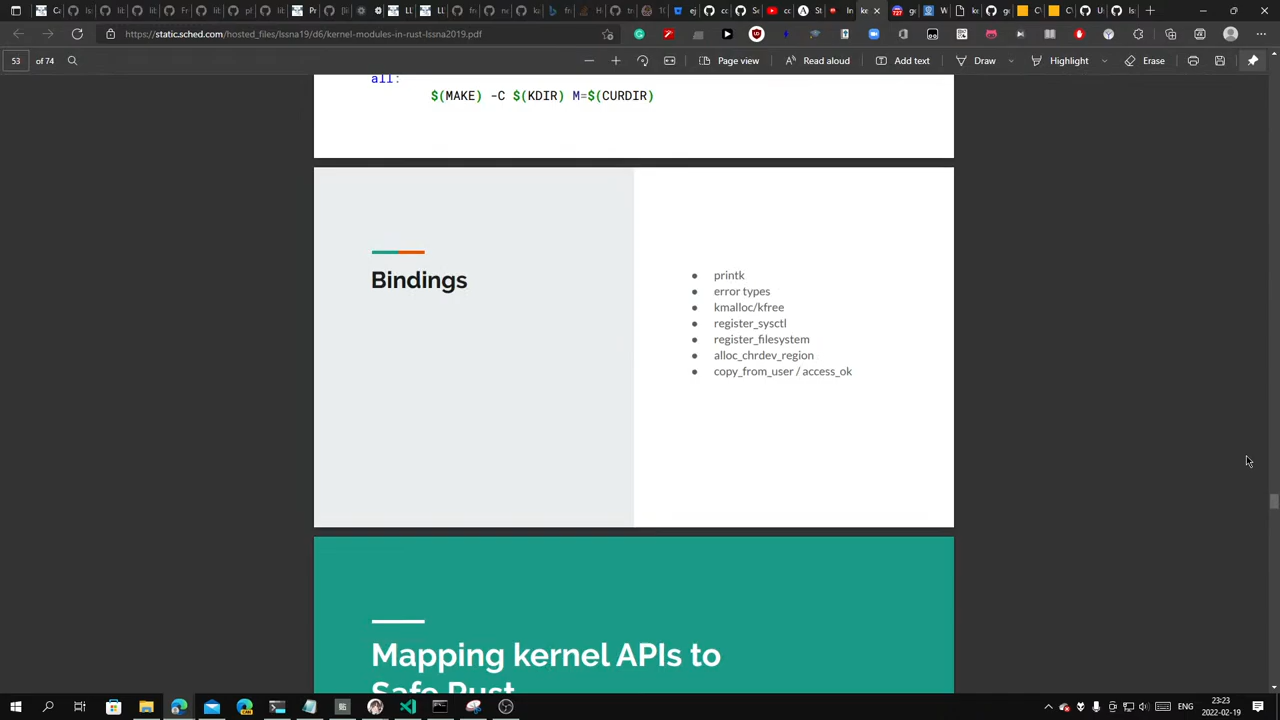 https://static.sched.com/hosted_files/lssna19/d6/kernel-modules-in-rust-lssna2019.pdf
53 of 74
Page view
Read aloud
Add text
Draw
Highlight
Erase
all:
$(MAKE) -C $(KDIR) M=$(CURDIR)
Bindings
● printk
● error types
● kmalloc/kfree
● register_sysctl
● register_filesystem
● alloc_chrdev_region
● copy_from_user / access_ok
Mapping kernel APIs to
Safe Rust
23:23
2022-02-19